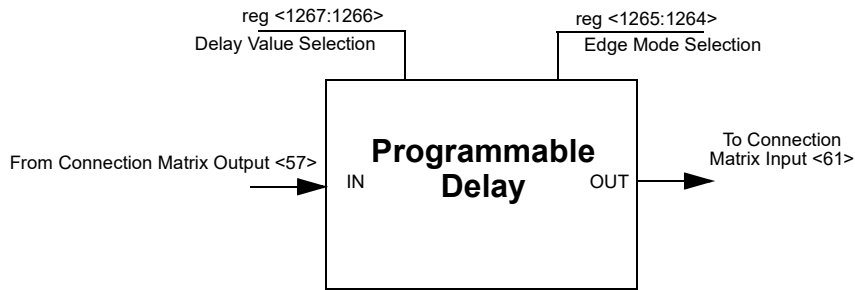 reg <1267:1266>
Delay Value Selection
reg <1265:1264>
Edge Mode Selection
From Connection Matrix Output <57>
IN
Programmable
Delay
OUT
To Connection
Matrix Input <61>